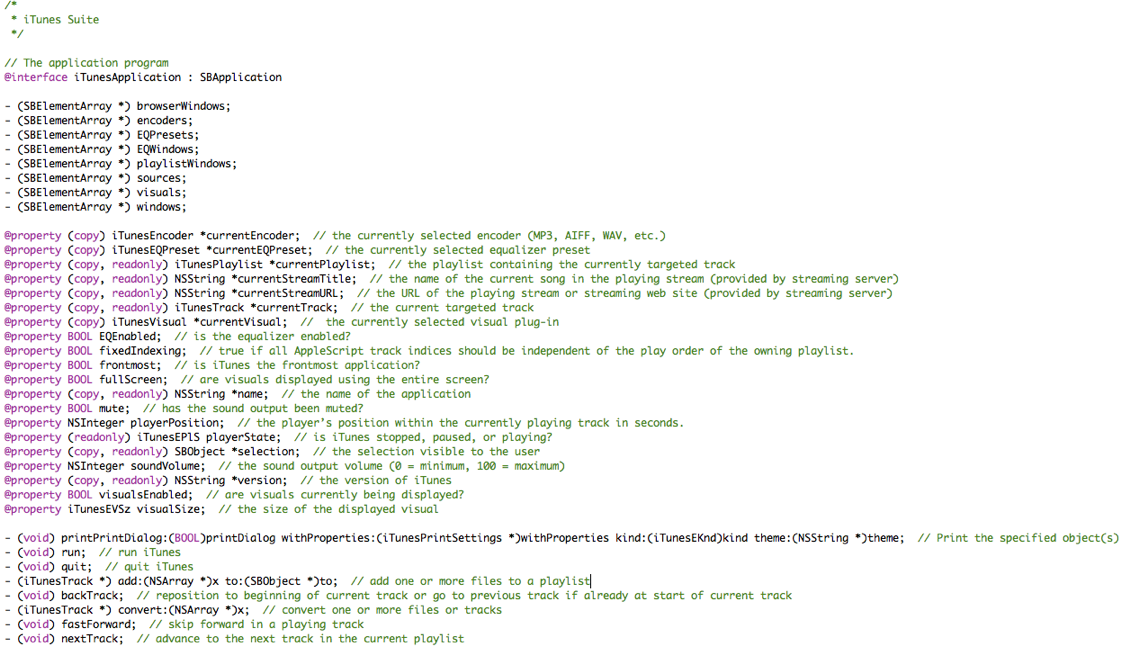 /*
 * iTunes Suite
 */
// The application program
@interface iTunesApplication : SBApplication
- (SBElementArray *) browserWindows;
- (SBElementArray *) encoders;
- (SBElementArray *) EQPresets;
- (SBElementArray *) EQWindows;
- (SBElementArray *) playlistWindows;
- (SBElementArray *) sources;
- (SBElementArray *) visuals;
- (SBElementArray *) windows;
@property (copy) iTunesEncoder *currentEncoder;  // the currently selected encoder (MP3, AIFF, WAV, etc.)
@property (copy) iTunesEQPreset *currentEQPreset;  // the currently selected equalizer preset
@property (copy, readonly) iTunesPlaylist *currentPlaylist;  // the playlist containing the currently targeted track
@property (copy, readonly) NSString *currentStreamTitle;  // the name of the current song in the playing stream (provided by streaming server)
@property (copy, readonly) NSString *currentStreamURL;  // the URL of the playing stream or streaming web site (provided by streaming server)
@property (copy, readonly) iTunesTrack *currentTrack;  // the current targeted track
@property (copy) iTunesVisual *currentVisual;  //  the currently selected visual plug-in
@property BOOL EQEnabled;  // is the equalizer enabled?
@property BOOL fixedIndexing;  // true if all AppleScript track indices should be independent of the play order of the owning playlist.
@property BOOL frontmost;  // is iTunes the frontmost application?
@property BOOL fullScreen;  // are visuals displayed using the entire screen?
@property (copy, readonly) NSString *name;  // the name of the application
@property BOOL mute;  // has the sound output been muted?
@property NSInteger playerPosition;  // the player's position within the currently playing track in seconds.
@property (readonly) iTunesEPlS playerState;  // is iTunes stopped, paused, or playing?
@property (copy, readonly) SBObject *selection;  // the selection visible to the user
@property NSInteger soundVolume;  // the sound output volume (0 = minimum, 100 = maximum)
@property (copy, readonly) NSString *version;  // the version of iTunes
@property BOOL visualsEnabled;  // are visuals currently being displayed?
@property iTunesEVSz visualSize;  // the size of the displayed visual
- (void) printPrintDialog:(BOOL)printDialog withProperties:(iTunesPrintSettings *)withProperties kind:(iTunesEKnd)kind theme:(NSString *)theme;  // Print the specified object(s)
- (void) run;  // run iTunes
- (void) quit;  // quit iTunes
- (iTunesTrack *) add:(NSArray *)x to:(SBObject *)to;  // add one or more files to a playlist
- (void) backTrack;  // reposition to beginning of current track or go to previous track if already at start of current track
- (iTunesTrack *) convert:(NSArray *)x;  // convert one or more files or tracks
- (void) fastForward;  // skip forward in a playing track
- (void) nextTrack;  // advance to the next track in the current playlist